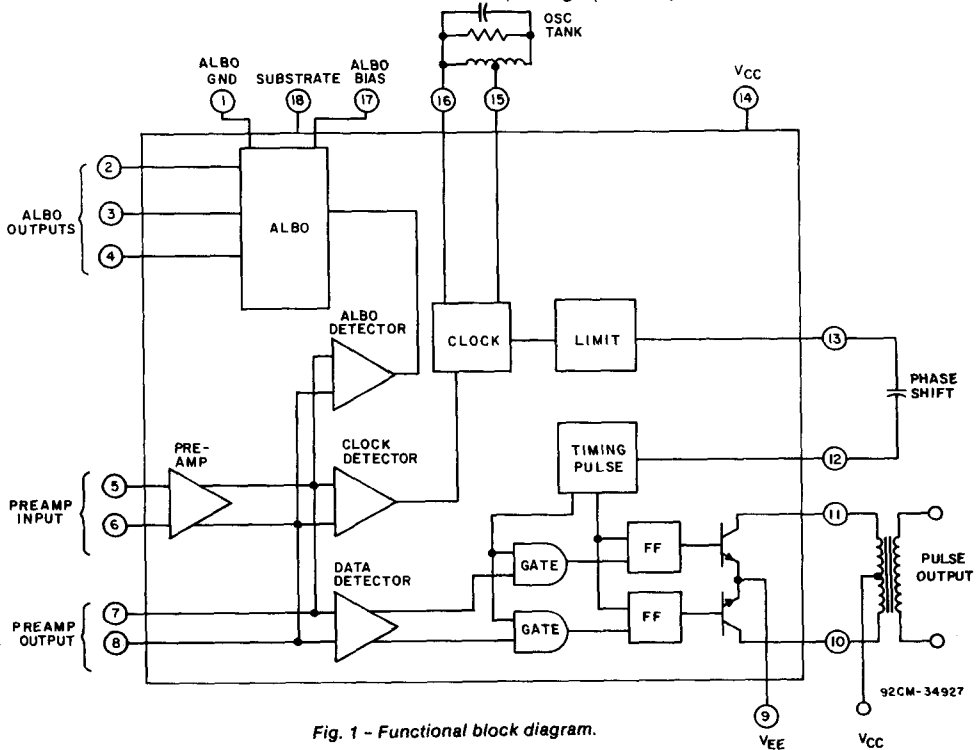 OSC
TANK
ALBO
GND
SUBSTRATE
ALBO
BIAS
VCC
1
18
17
16
15
14
2
3
4
ALBO
OUTPUTS
ALBO
ALBO
DETECTOR
CLOCK
LIMIT
13
PHASE
SHIFT
12
PRE-
AMP
CLOCK
DETECTOR
TIMING
PULSE
5
6
PREAMP
INPUT
11
FF
GATE
DATA
DETECTOR
PULSE
OUTPUT
7
8
PREAMP
OUTPUT
GATE
FF
10
92CM-34927
9
VEE
VCC
Fig. 1 - Functional block diagram.